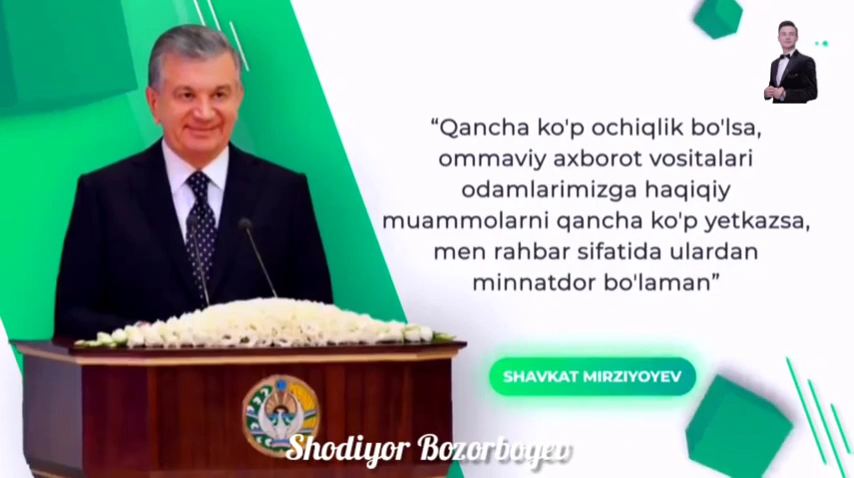 “Qancha ko'p ochiqlik bo'lsa,
ommaviy axborot vositalari
odamlarimizga haqiqiy
muammolarni qancha ko'p yetkazsa,
men rahbar sifatida ulardan
minnatdor bo'laman”
SHAVKAT MIRZIYOYEV
Shodiyor Bozorboyev